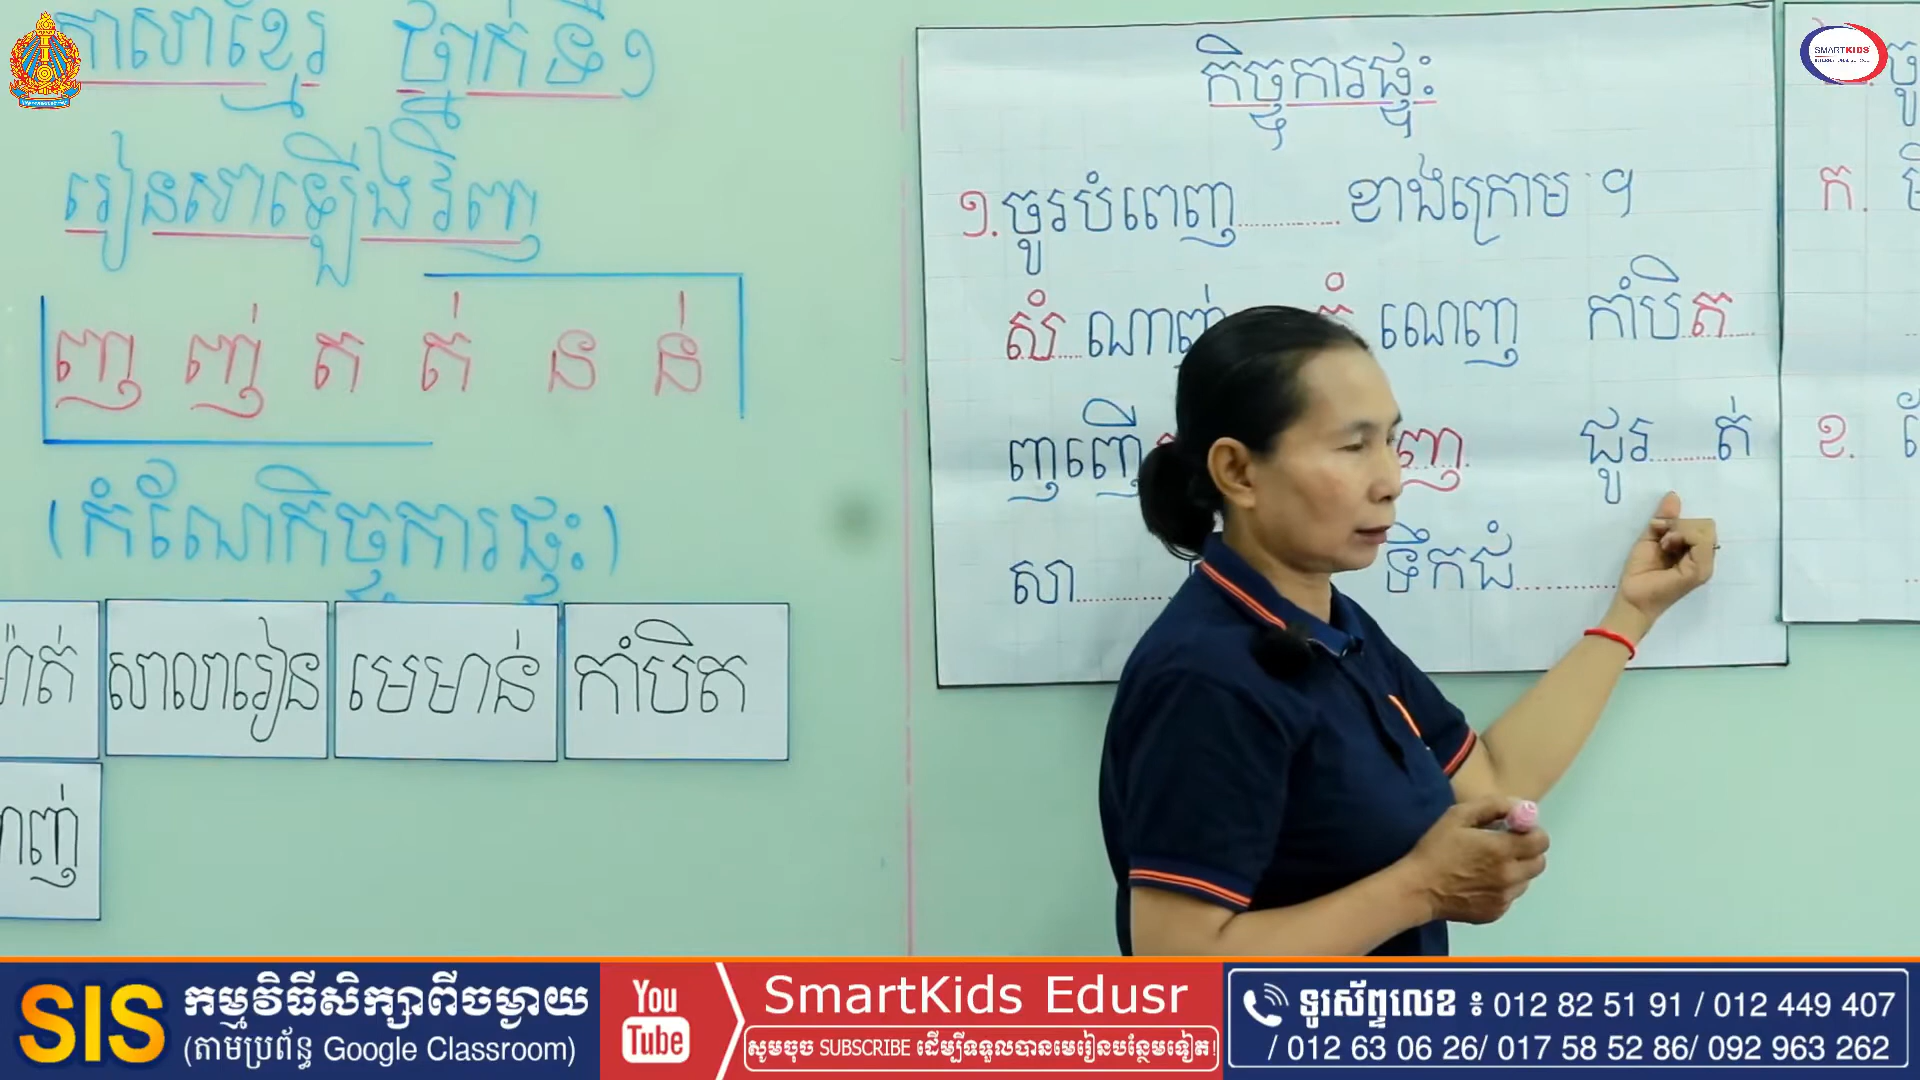 ភាសាខ្មែរ ថ្នាក់ទី១
រៀនសាឡើងវិញ
ញ ញ់ ត ត់ ន ន់
(កំណែកិច្ចការផ្ទះ)
សាលារៀន
មេមាន់
កាំបិត
កិច្ចការផ្ទះ
១. ចូរបំពេញ.......... ខាងក្រោម ។
សំ ណាញ់ ណេញ កាំបិត
ញញើ ញ ជូរ........ត់
សា........ ទឹកជំ..........
ក.
ខ.
SMARTKIDS
SIS
កម្មវិធីសិក្សាពីចម្ងាយ
(តាមប្រព័ន្ធ Google Classroom)
You Tube
SmartKids Edusr
សូមចុច SUBSCRIBE ដើម្បីទទួលបានមេរៀនបន្ថែមទៀត!
ទូរស័ព្ទលេខ ៖ 012 82 51 91 / 012 449 407
/ 012 63 06 26/ 017 58 52 86/ 092 963 262